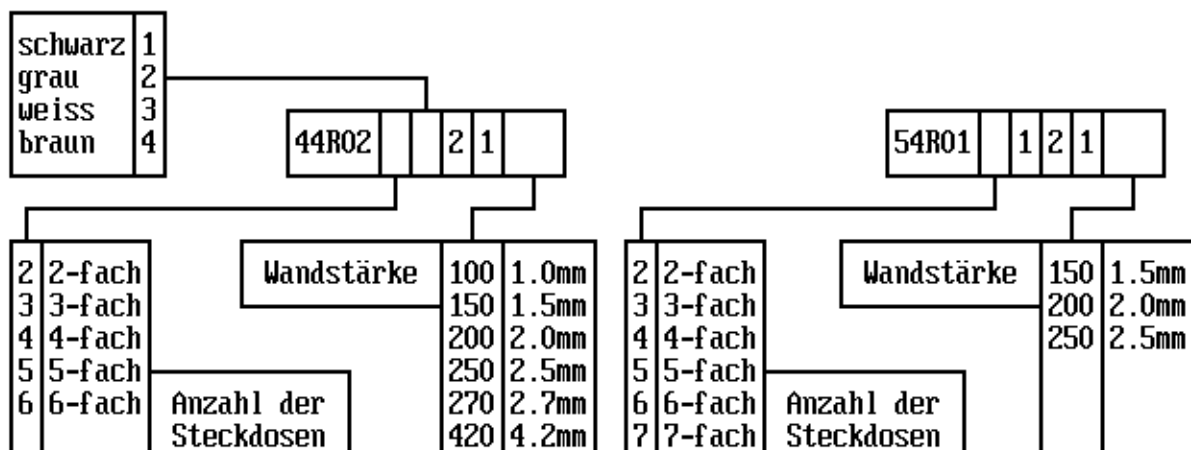 schwarz 1
grau 2
weiss 3
braun 4
44R02 2 1
54R01 1 2 1
2 2-fach
3 3-fach
4 4-fach
5 5-fach
6 6-fach
Anzahl der
Steckdosen
Wandstärke
100 1.0mm
150 1.5mm
200 2.0mm
250 2.5mm
270 2.7mm
420 4.2mm
2 2-fach
3 3-fach
4 4-fach
5 5-fach
6 6-fach
7 7-fach
Anzahl der
Steckdosen
Wandstärke
150 1.5mm
200 2.0mm
250 2.5mm